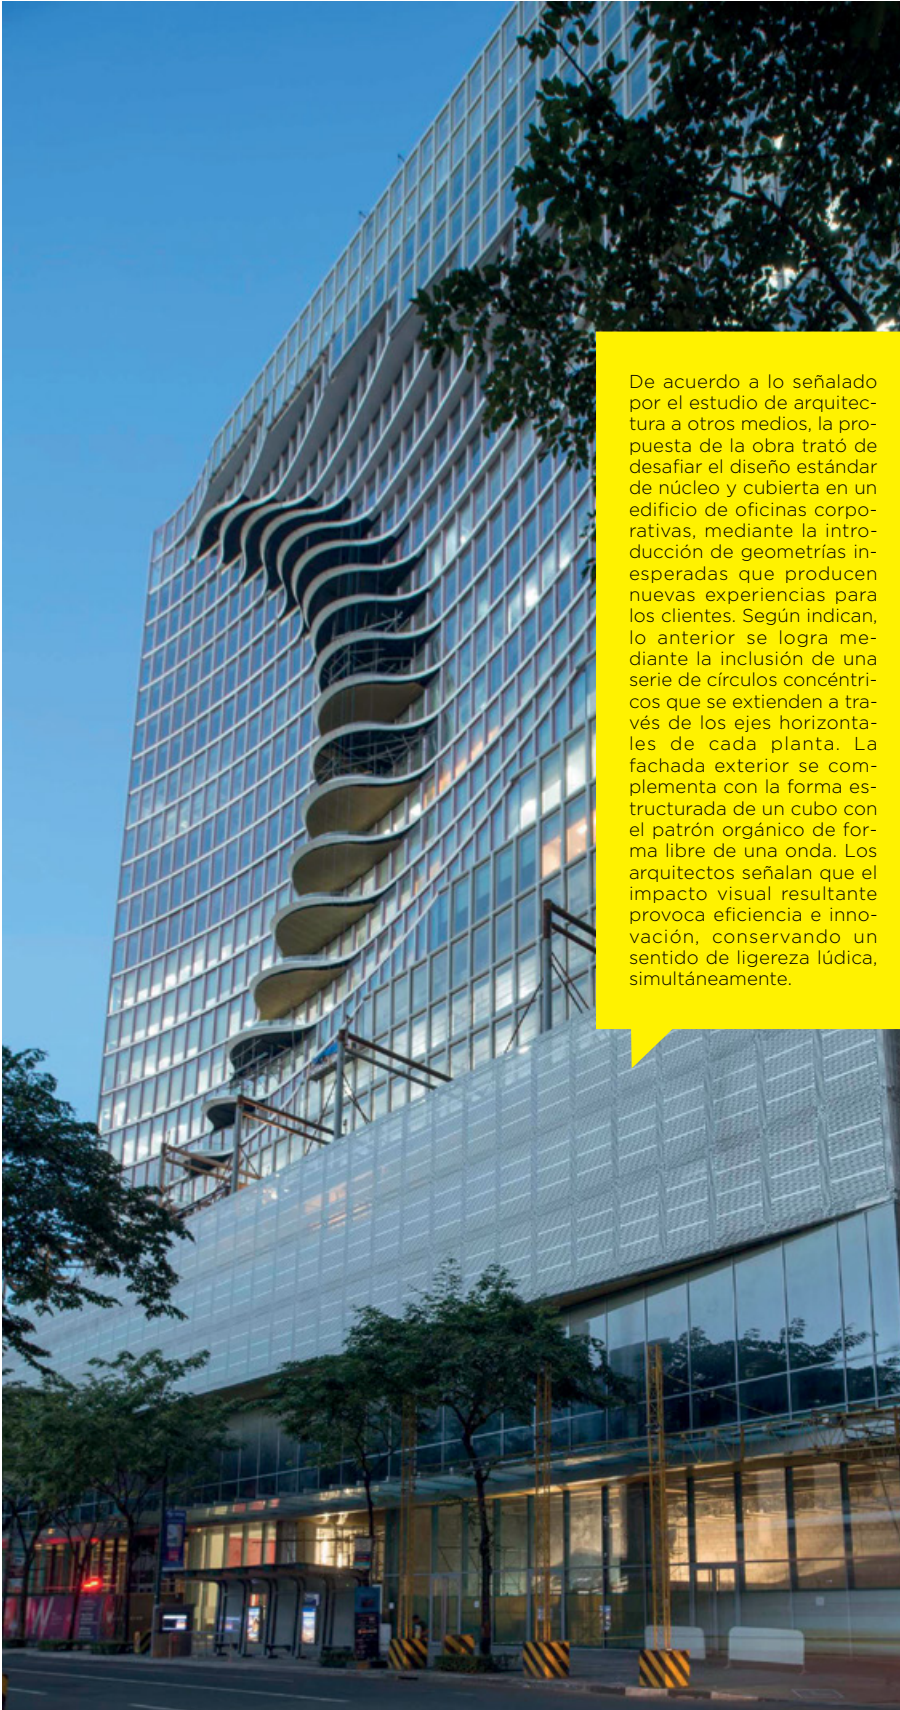 De acuerdo a lo señalado
por el estudio de arquitec-
tura a otros medios, la pro-
puesta de la obra trató de
desafiar el diseño estándar
de núcleo y cubierta en un
edificio de oficinas corpo-
rativas, mediante la intro-
ducción de geometrías in-
esperadas que producen
nuevas experiencias para
los clientes. Según indican,
lo anterior se logra me-
diante la inclusión de una
serie de círculos concéntri-
cos que se extienden a tra-
vés de los ejes horizonta-
les de cada planta. La
fachada exterior se com-
plementa con la forma es-
tructurada de un cubo con
el patrón orgánico de for-
ma libre de una onda. Los
arquitectos señalan que el
impacto visual resultante
provoca eficiencia e inno-
vación, conservando un
sentido de ligereza lúdica,
simultáneamente.
W